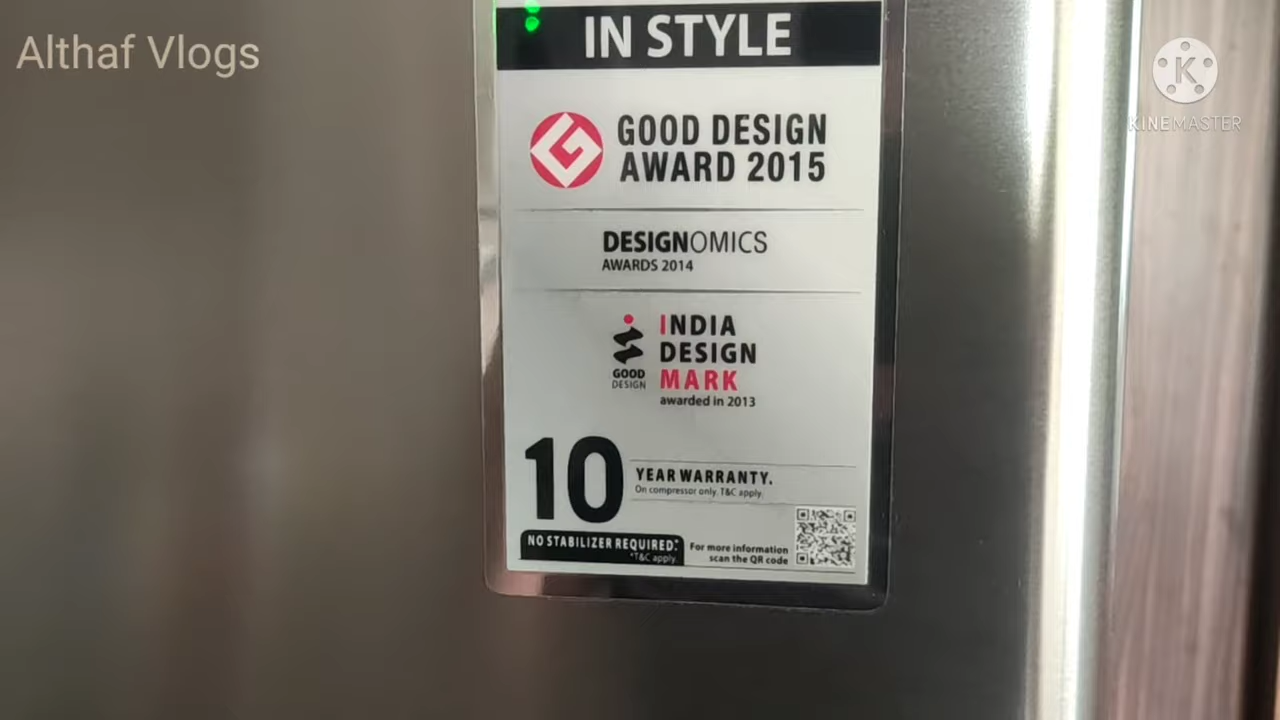 Althaf Vlogs
IN STYLE
KINEMASTER
GOOD DESIGN
AWARD 2015
DESIGNOMICS
AWARDS 2014
INDIA
DESIGN
MARK
awarded in 2013
GOOD
DESIGN
10
YEAR WARRANTY.
On compressor only. T&C apply.
NO STABILIZER REQUIRED.*
*T&C apply
For more information
scan the QR code